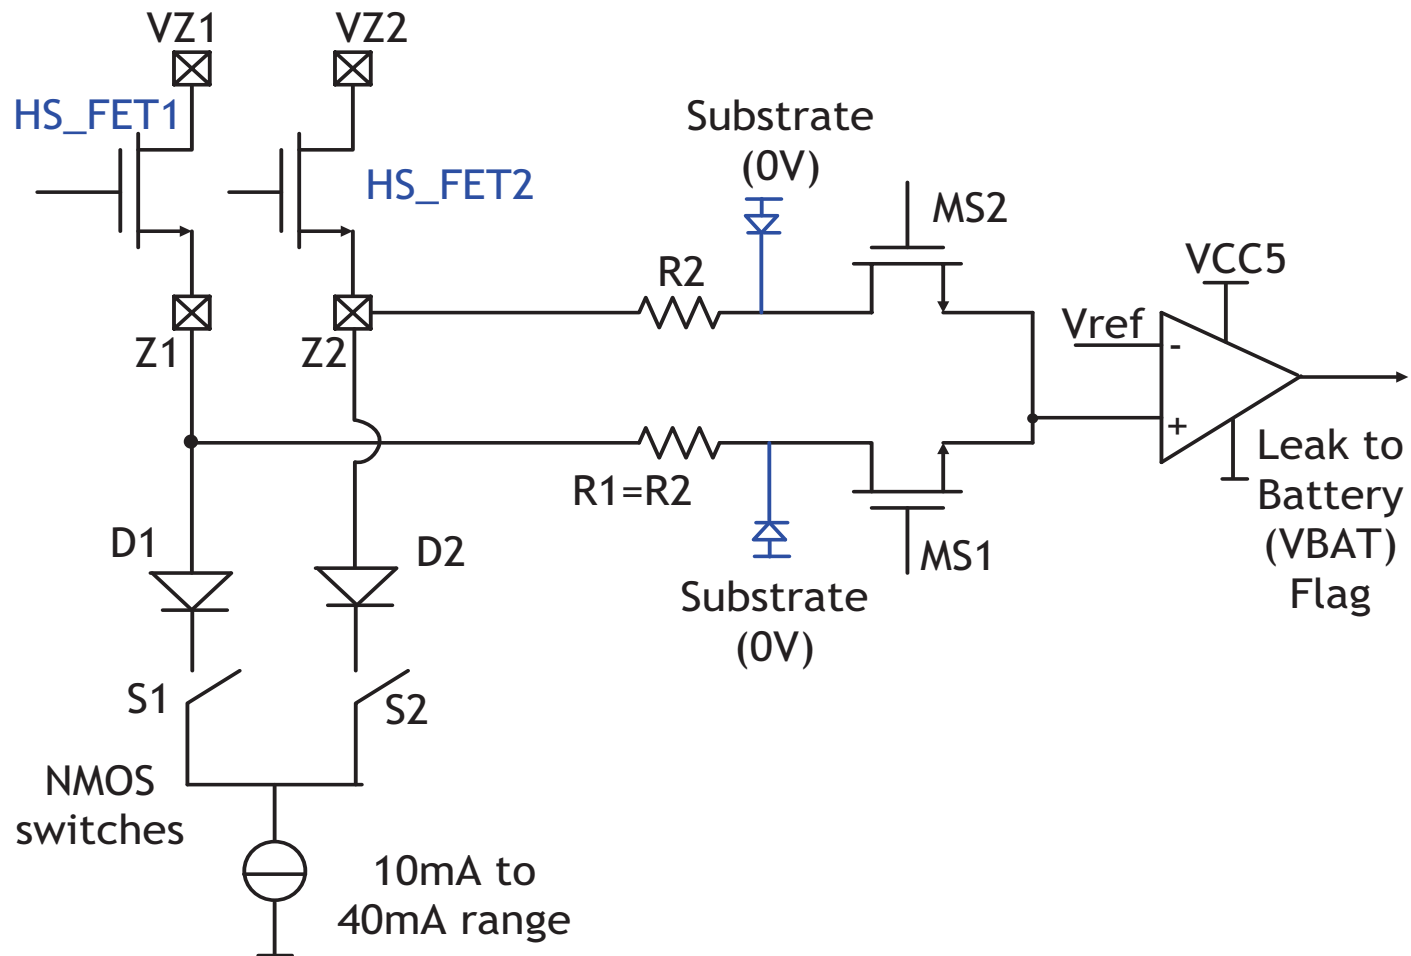 VZ1
VZ2
HS_FET1
HS_FET2
Substrate
(0V)
MS2
R2
VCC5
Vref
Z1
Z2
-
+
R1=R2
MS1
Leak to
Battery
(VBAT)
Flag
D1
D2
Substrate
(0V)
S1
S2
NMOS
switches
10mA to
40mA range